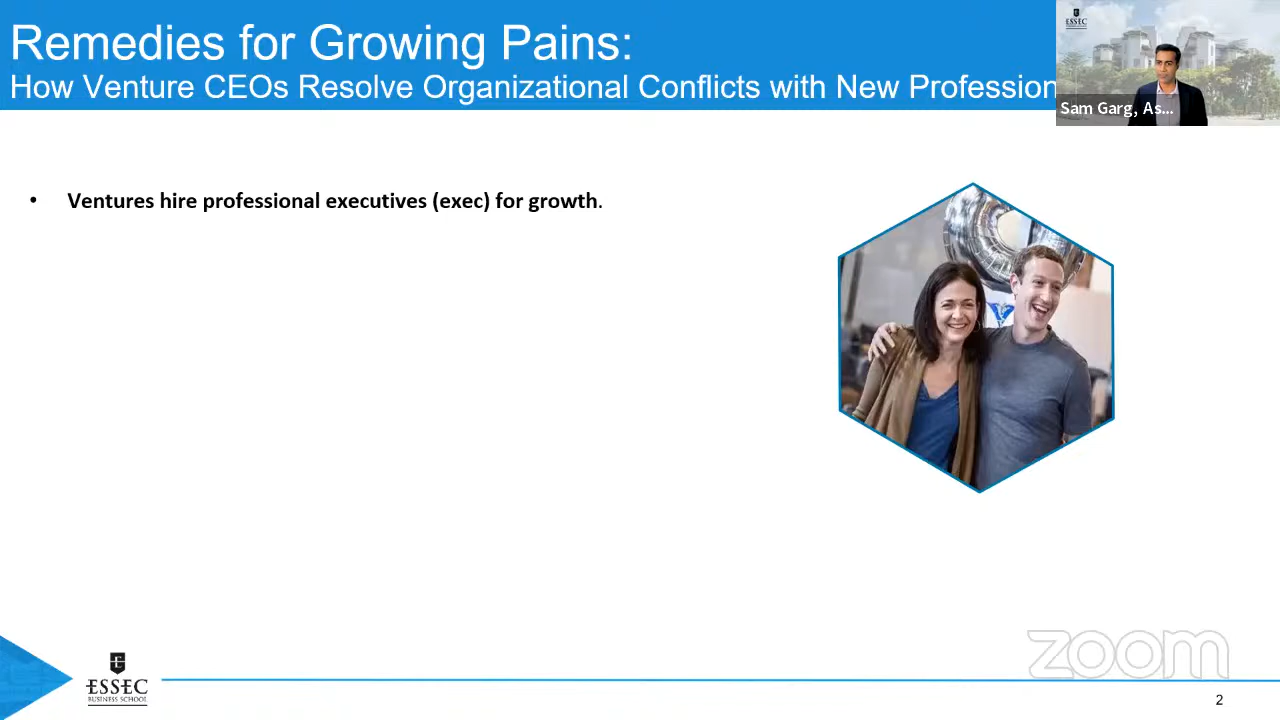 Remedies for Growing Pains:
How Venture CEOs Resolve Organizational Conflicts with New Profession
ESSEC
Sam Garg, As...
• Ventures hire professional executives (exec) for growth.
zoom
ESSEC
BUSINESS SCHOOL
2